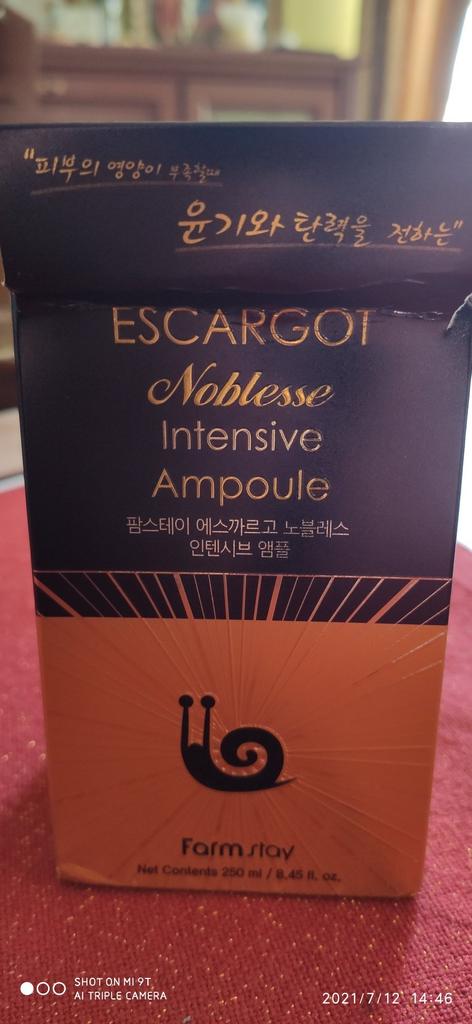 "피부의 영양이 부족할때
윤기와 탄력을 전하는"
ESCARGOT
Noblesse
Intensive
Ampoule
팜스테이 에스까르고 노블레스
인텐시브 앰플
Farmstay
Net Contents 250 ml / 8.45 fl. oz.
SHOT ON MI 9T
AI TRIPLE CAMERA
2021/7/12 14:46